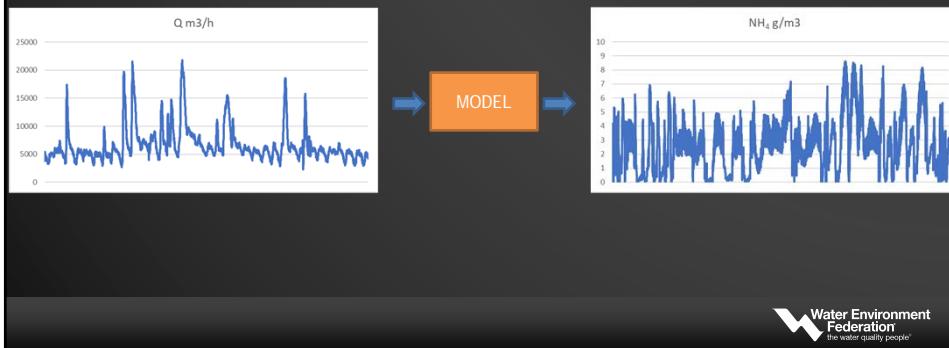 Q m3/h
25000
20000
15000
10000
5000
0
MODEL
NH₄ g/m3
10
9
8
7
6
5
4
3
2
1
0
Water Environment
Federation
the water quality people®